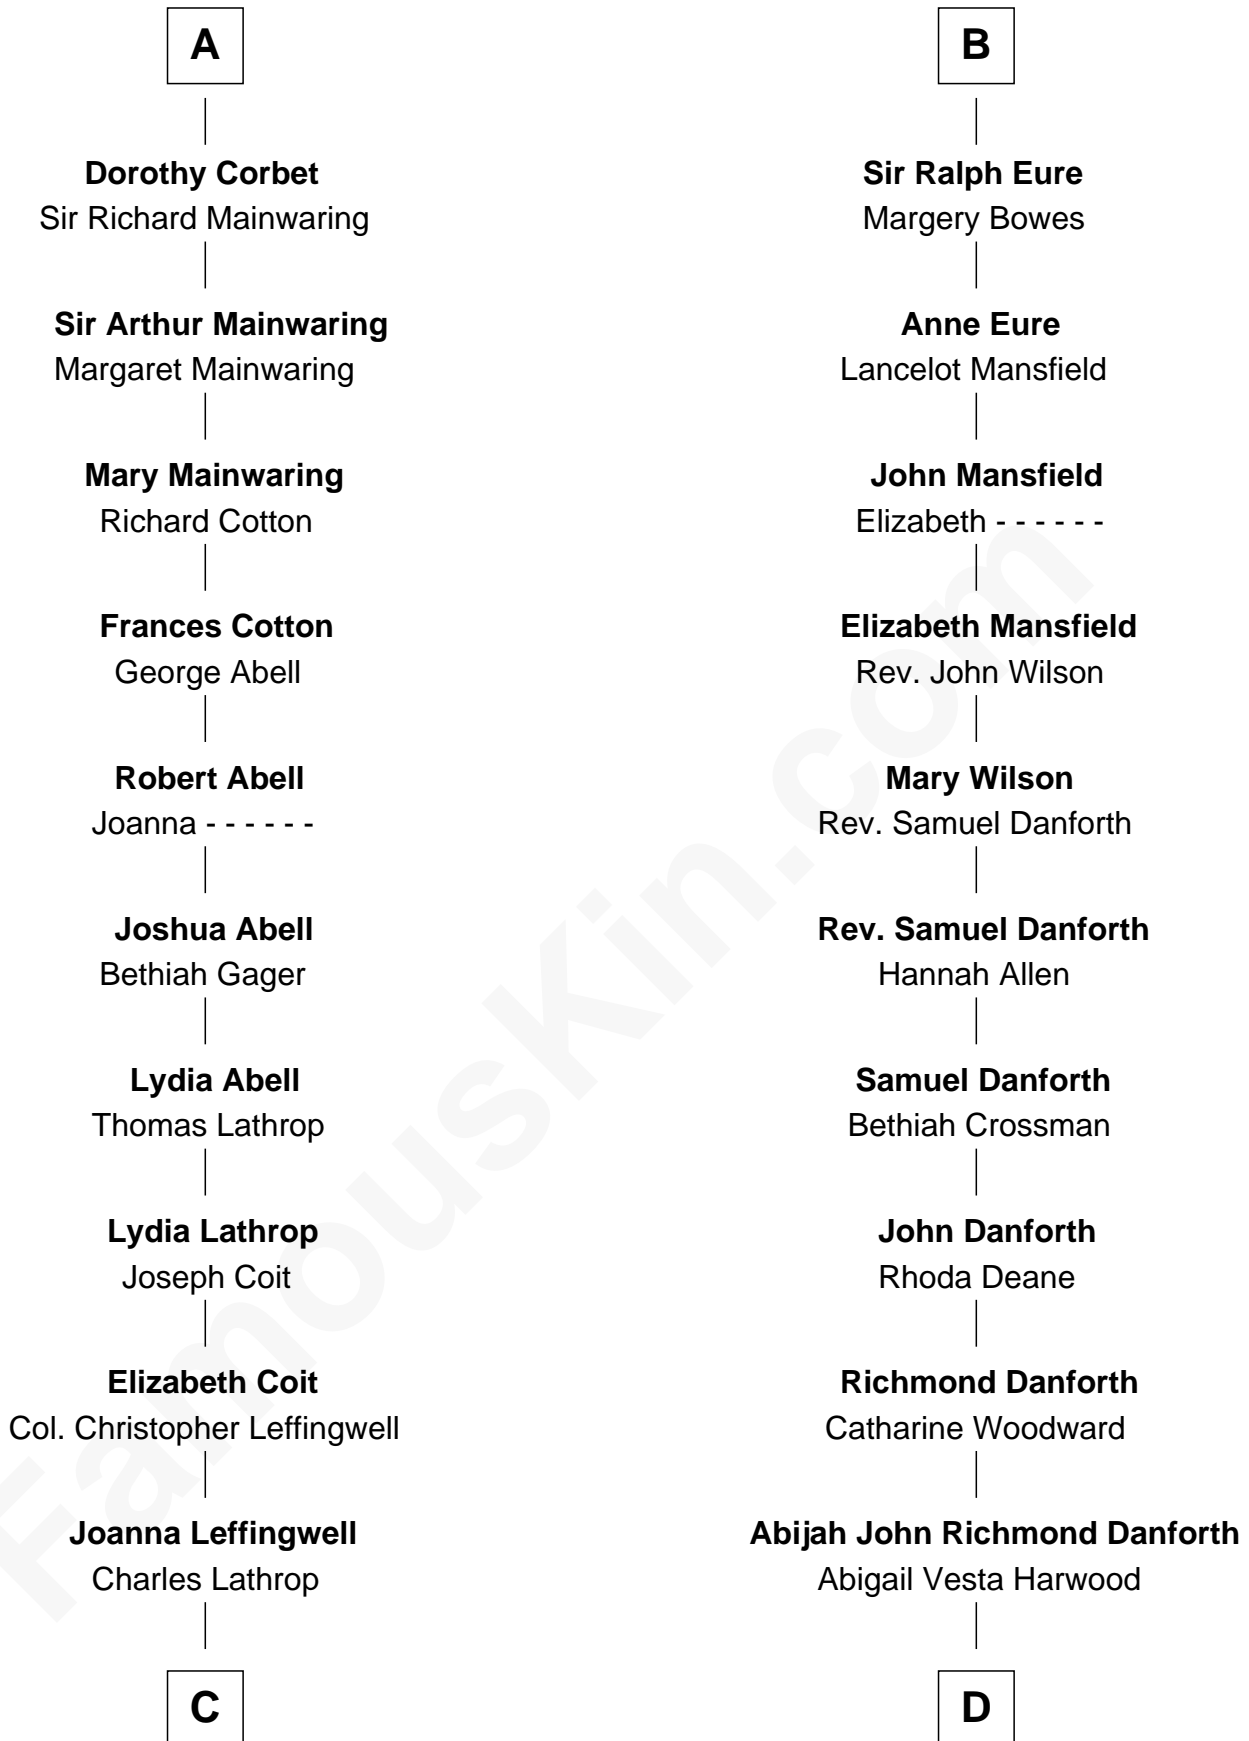 A
Dorothy Corbet
Sir Richard Mainwaring
Sir Arthur Mainwaring
Margaret Mainwaring
Mary Mainwaring
Richard Cotton
Frances Cotton
George Abell
Robert Abell
Joanna - - - - - -
Joshua Abell
Bethiah Gager
Lydia Abell
Thomas Lathrop
Lydia Lathrop
Joseph Coit
Elizabeth Coit
Col. Christopher Leffingwell
Joanna Leffingwell
Charles Lathrop
C
B
Sir Ralph Eure
Margery Bowes
Anne Eure
Lancelot Mansfield
John Mansfield
Elizabeth - - - - - -
Elizabeth Mansfield
Rev. John Wilson
Mary Wilson
Rev. Samuel Danforth
Rev. Samuel Danforth
Hannah Allen
Samuel Danforth
Bethiah Crossman
John Danforth
Rhoda Deane
Richmond Danforth
Catharine Woodward
Abijah John Richmond Danforth
Abigail Vesta Harwood
D
FamousKin.com